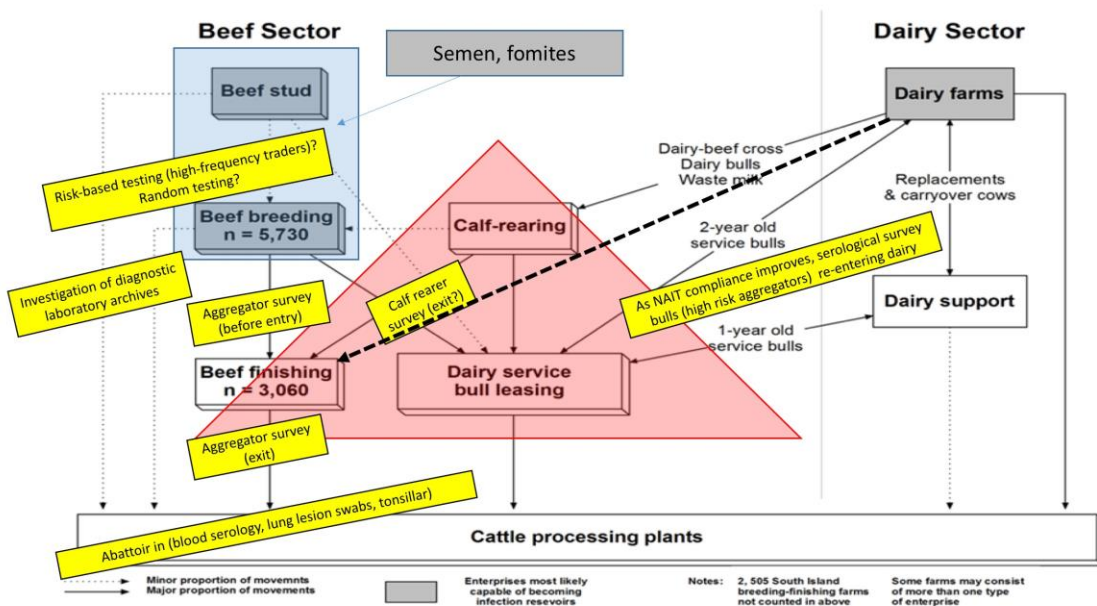 Beef Sector
Dairy Sector
Semen, fomites
Beef stud
Dairy farms
Risk-based testing (high-frequency traders)?
Random testing?
Dairy-beef cross
Dairy bulls
Waste milk
Replacements
& carryover cows
Beef breeding
n = 5,730
Calf-rearing
2-year old
service bulls
Investigation of diagnostic
laboratory archives
Aggregator survey
(before entry)
Calf rearer
survey (exit?)
As NAIT compliance improves, serological survey
bulls (high risk aggregators) re-entering dairy
Dairy support
1-year old
service bulls
Beef finishing
n = 3,060
Dairy service
bull leasing
Aggregator survey
(exit)
Abattoir in (blood serology, lung lesion swabs, tonsillar)
Cattle processing plants
Minor proportion of movemnts
Major proportion of movements
Enterprises most likely
capable of becoming
infection resevoirs
Notes:
2, 505 South Island
breeding-finishing farms
not counted in above
Some farms may consist
of more than one type
of enterprise